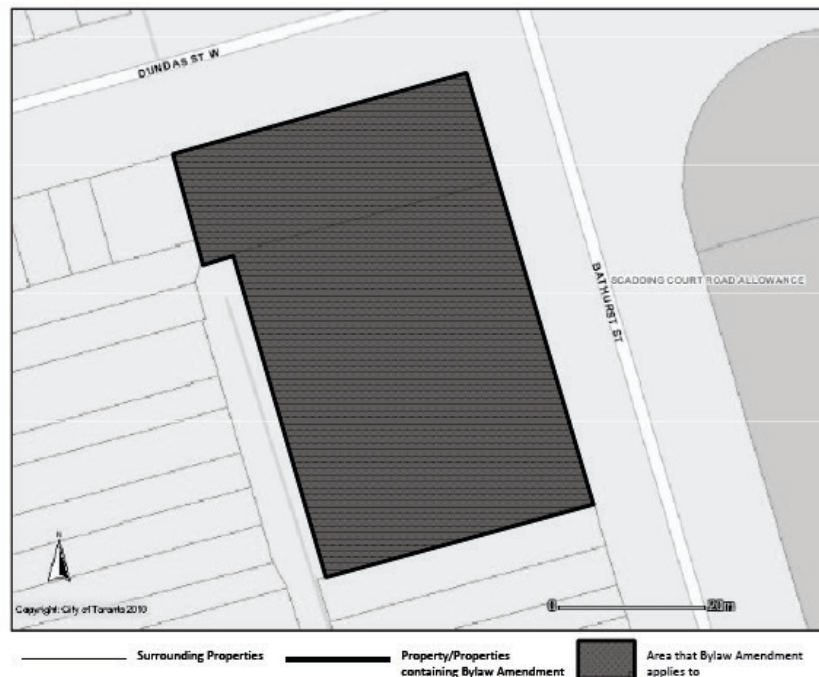 DUNDAS ST W
BATHURST ST
SCADDING COURT ROAD ALLOWANCE
N
Copyright: City of Toronto 2010
0 20m
Surrounding Properties
Property/Properties
containing Bylaw Amendment
Area that Bylaw Amendment
applies to